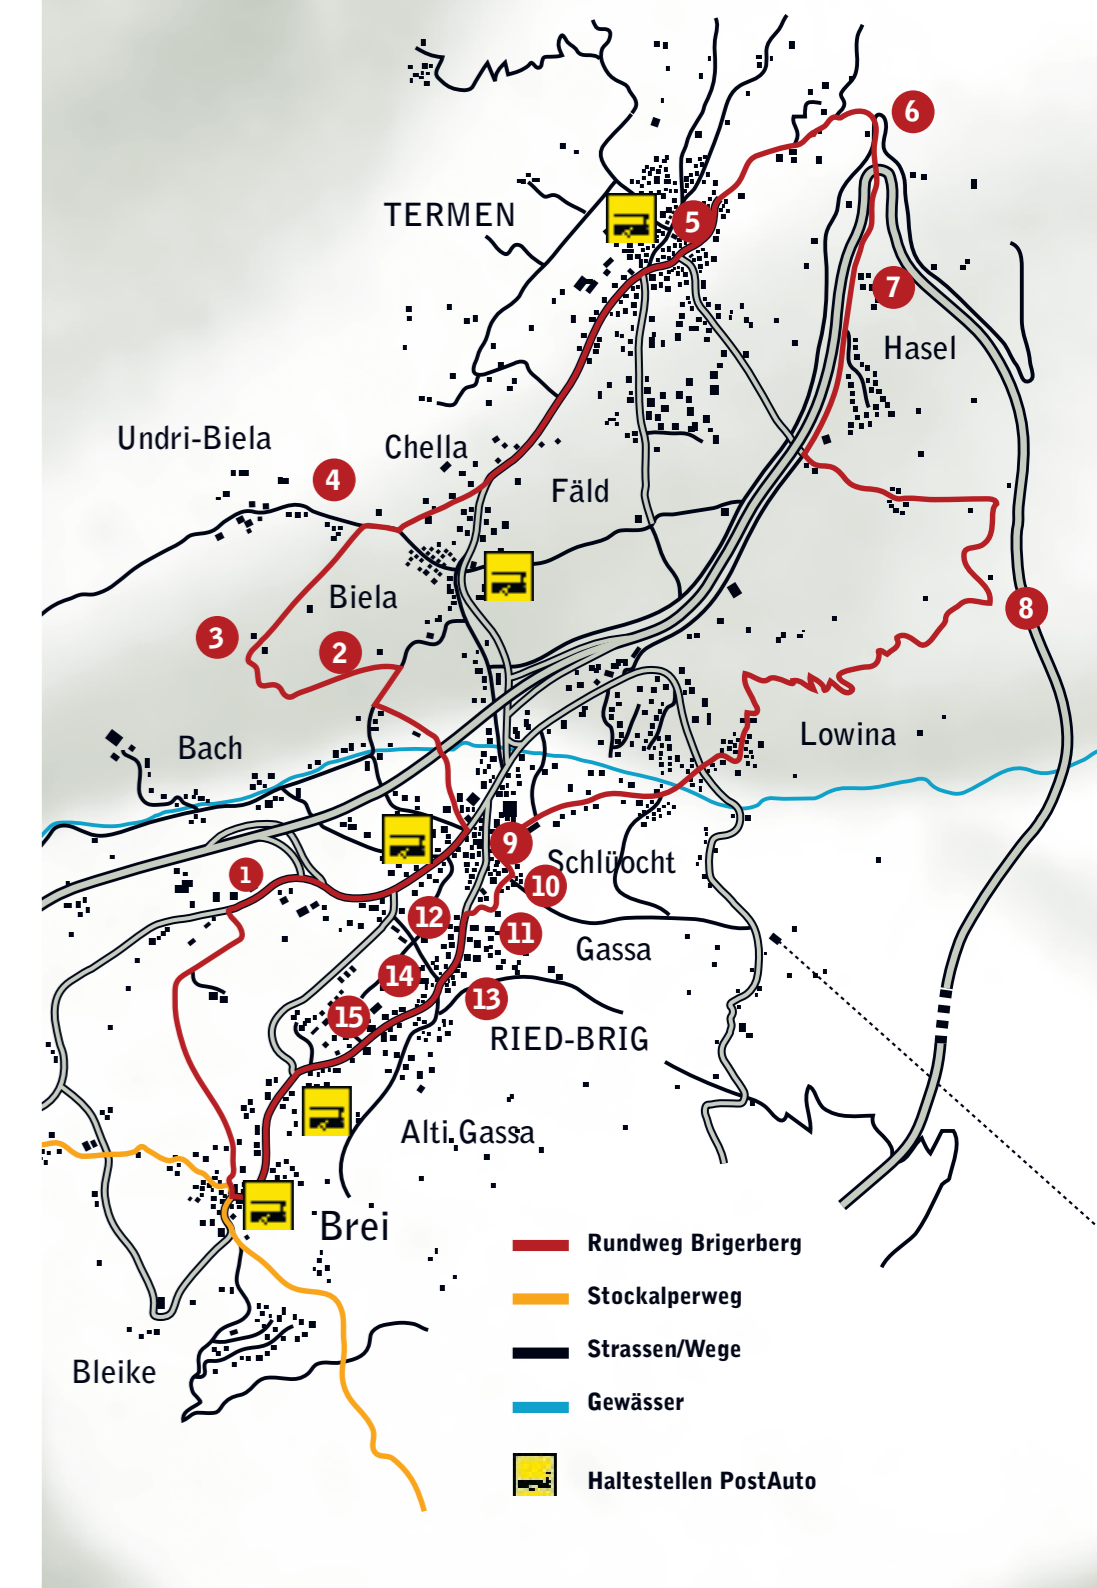 6
TERMEN
5
7
Hasel
Undri-Biela
Chella
4
Fäld
Biela
8
3
2
Lowina
Bach
9
Schlüocht
1
10
12
11
Gassa
14
13
15
RIED-BRIG
Alti Gassa
Brei
Rundweg Brigerberg
Stockalperweg
Strassen/Wege
Bleike
Gewässer
Haltestellen PostAuto